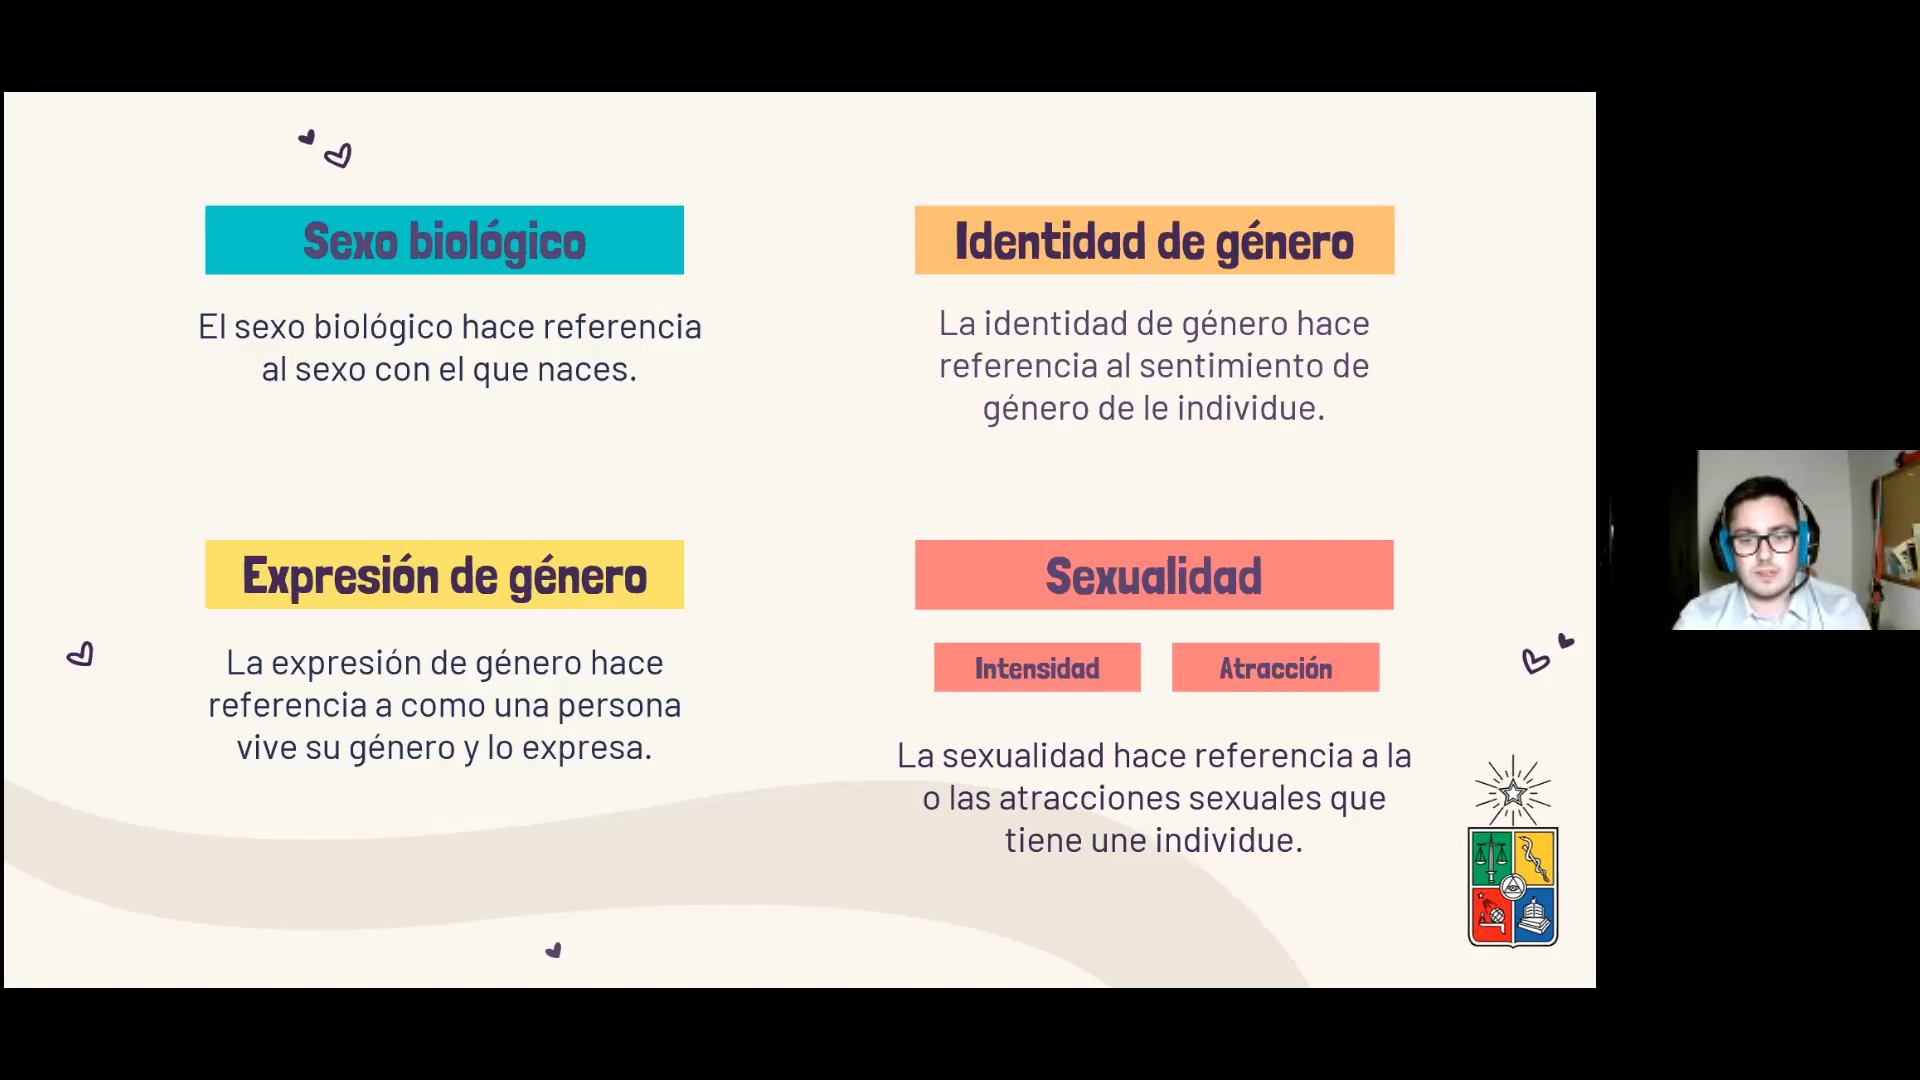 Sexo biológico
El sexo biológico hace referencia
al sexo con el que naces.
Identidad de género
La identidad de género hace
referencia al sentimiento de
género de le individue.
Expresión de género
La expresión de género hace
referencia a como una persona
vive su género y lo expresa.
Sexualidad
Intensidad
Atracción
La sexualidad hace referencia a la
o las atracciones sexuales que
tiene une individue.